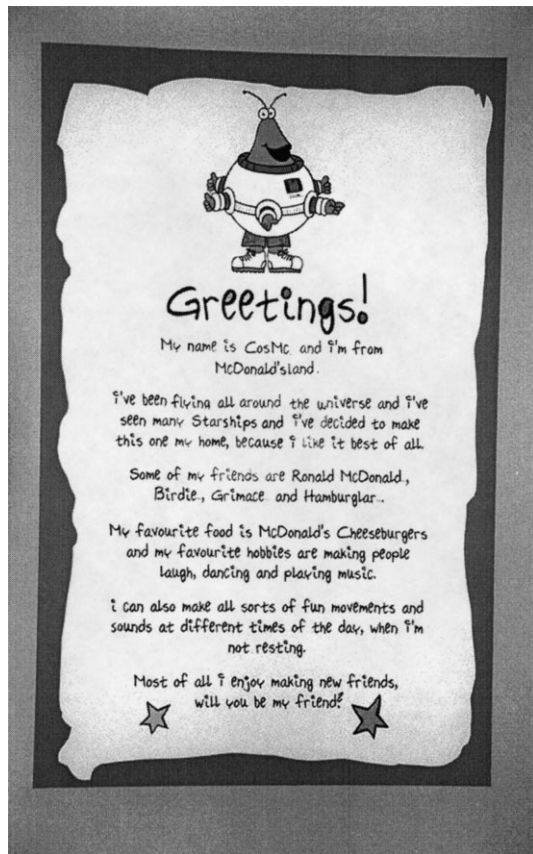 Greetings!
My name is CosMc and i'm from
McDonald'sland.
i've been flying all around the universe and i've
seen many Starships and i've decided to make
this one my home, because i like it best of all.
Some of my friends are Ronald McDonald,
Birdie, Grimace and Hamburglar.
My favourite food is McDonald's Cheeseburgers
and my favourite hobbies are making people
laugh, dancing and playing music.
i can also make all sorts of fun movements and
sounds at different times of the day, when i'm
not resting.
Most of all i enjoy making new friends,
will you be my friend?